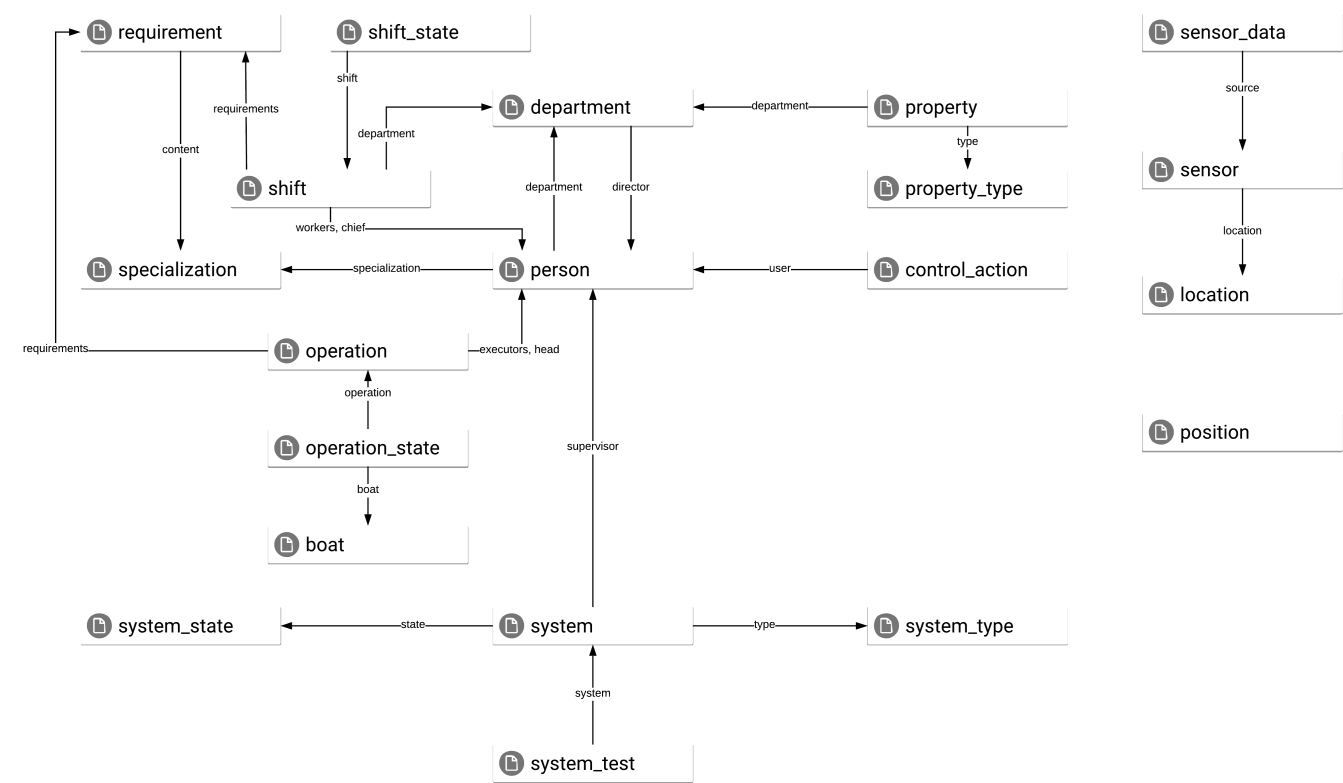 requirement
shift_state
sensor_data
shift
source
department
department
property
requirements
department
type
content
department
director
sensor
shift
property_type
workers, chief
location
specialization
specialization
person
user
control_action
location
requirements
operation
executors, head
operation
position
operation_state
supervisor
boat
boat
system_state
state
system
type
system_type
system
system_test